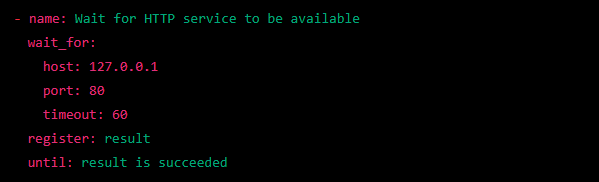 - name: Wait for HTTP service to be available
  wait_for:
    host: 127.0.0.1
    port: 80
    timeout: 60
  register: result
  until: result is succeeded